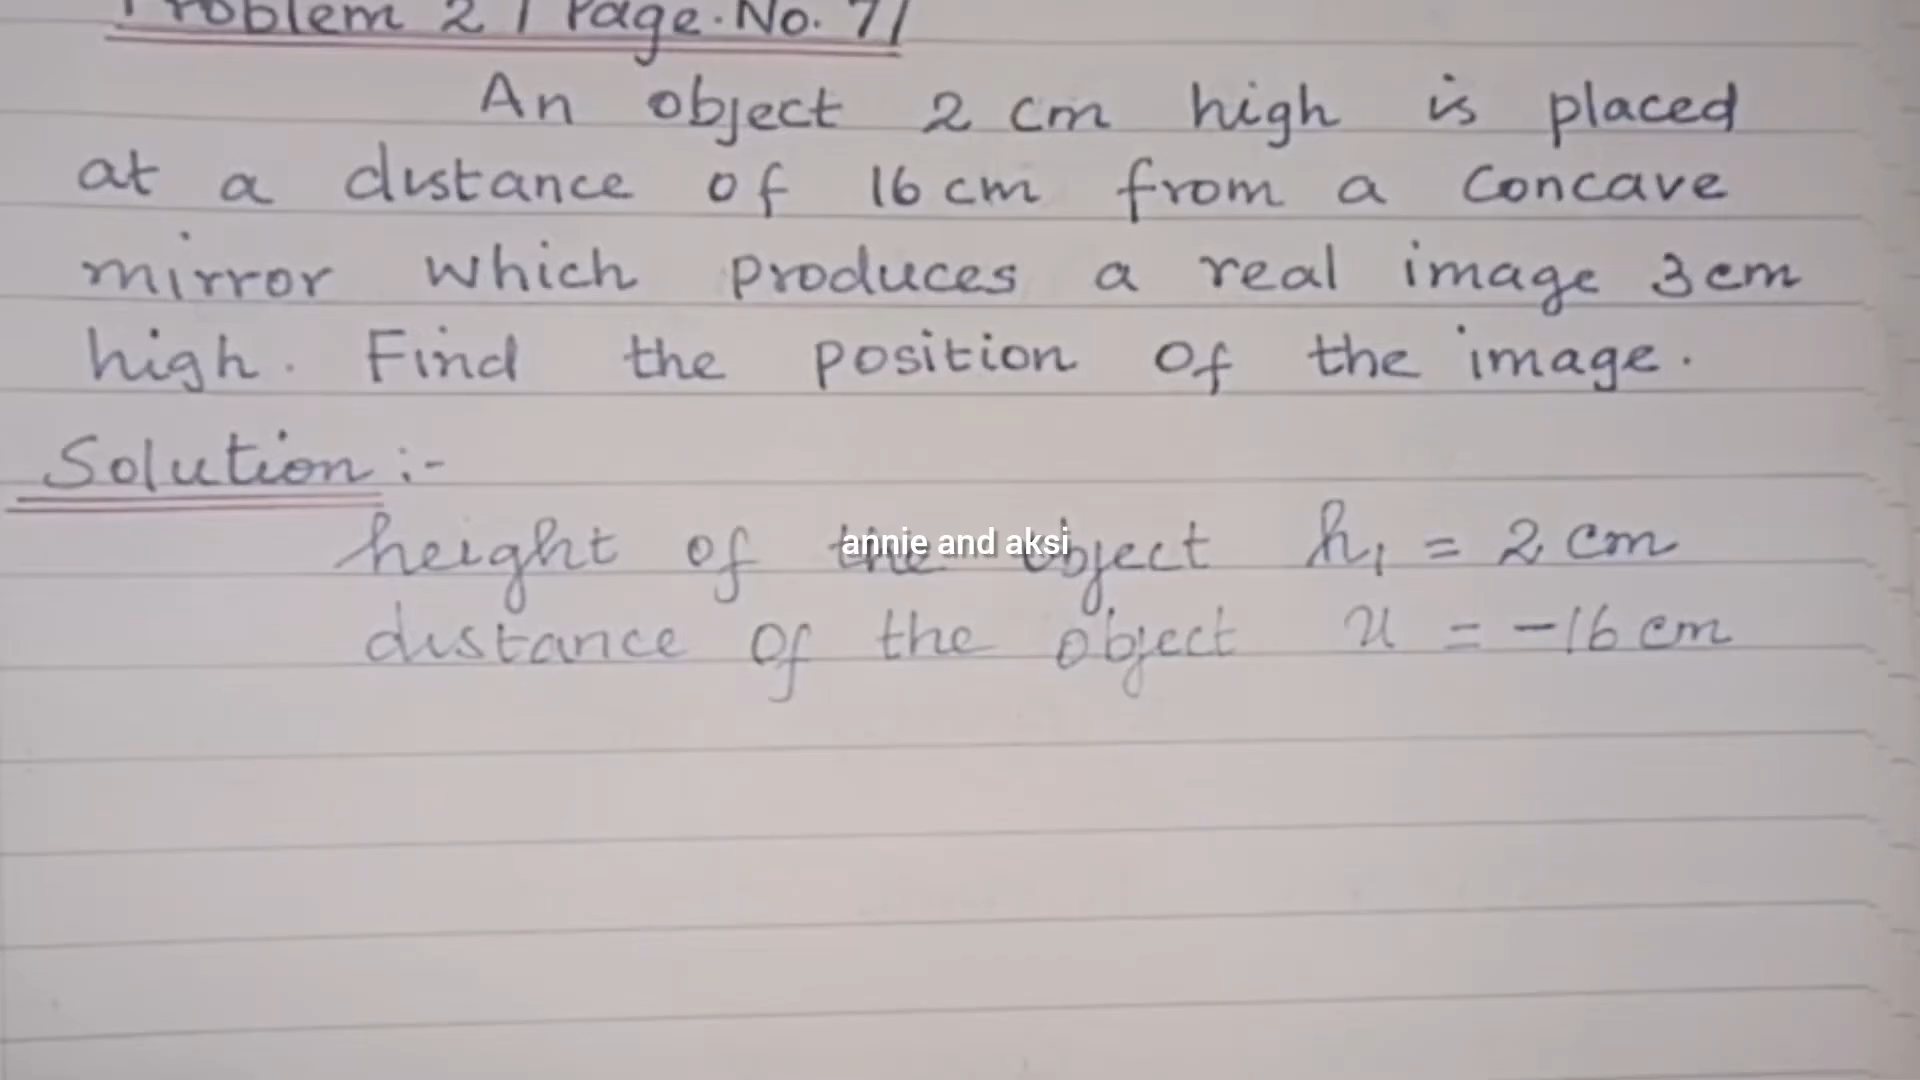 Problem 2 / Page. No. 71
An object 2 cm high is placed
at a distance of 16 cm from a concave
mirror which produces a real image 3 cm
high. Find the position of the image.
Solution :-
height of the object h₁ = 2 cm
annie and aksi
distance of the object u = -16 cm